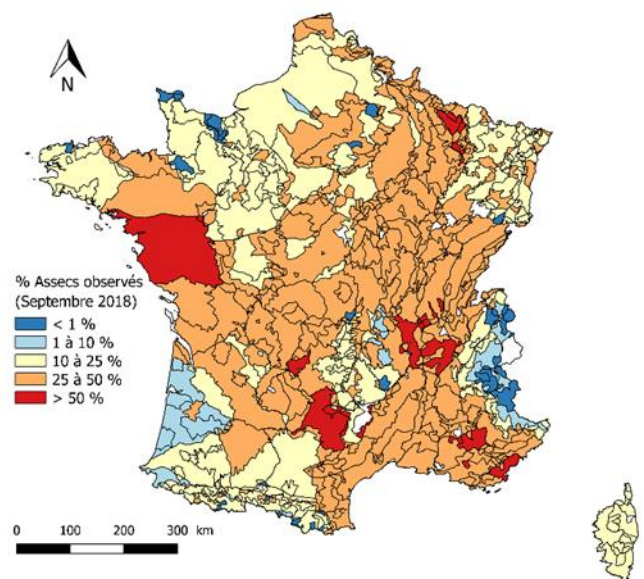 N
% Assecs observés
(Septembre 2018)
< 1 %
1 à 10 %
10 à 25 %
25 à 50 %
> 50 %
0 100 200 300 km